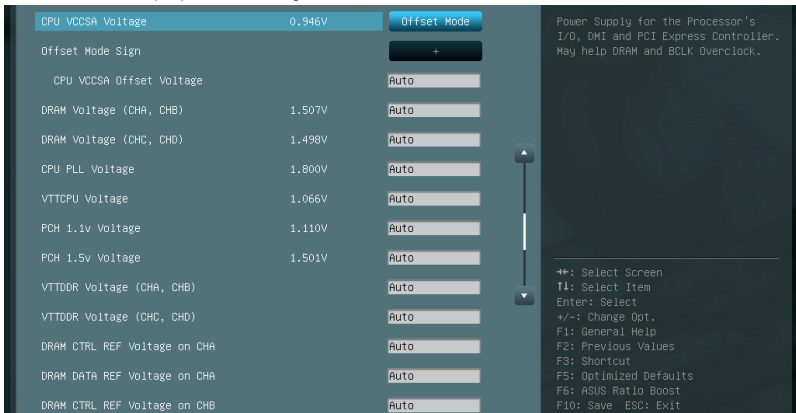 CPU VCCSA Voltage 0.946V Offset Mode
Offset Mode Sign +
CPU VCCSA Offset Voltage Auto
DRAM Voltage (CHA, CHB) 1.507V Auto
DRAM Voltage (CHC, CHD) 1.498V Auto
CPU PLL Voltage 1.800V Auto
VTTCPU Voltage 1.066V Auto
PCH 1.1v Voltage 1.110V Auto
PCH 1.5v Voltage 1.501V Auto
VTTDDR Voltage (CHA, CHB) Auto
VTTDDR Voltage (CHC, CHD) Auto
DRAM CTRL REF Voltage on CHA Auto
DRAM DATA REF Voltage on CHA Auto
DRAM CTRL REF Voltage on CHB Auto
Power Supply for the Processor's
I/O, DMI and PCI Express Controller.
May help DRAM and BCLK Overclock.
→←: Select Screen
↑↓: Select Item
Enter: Select
+/-: Change Opt.
F1: General Help
F2: Previous Values
F3: Shortcut
F5: Optimized Defaults
F6: ASUS Ratio Boost
F10: Save ESC: Exit